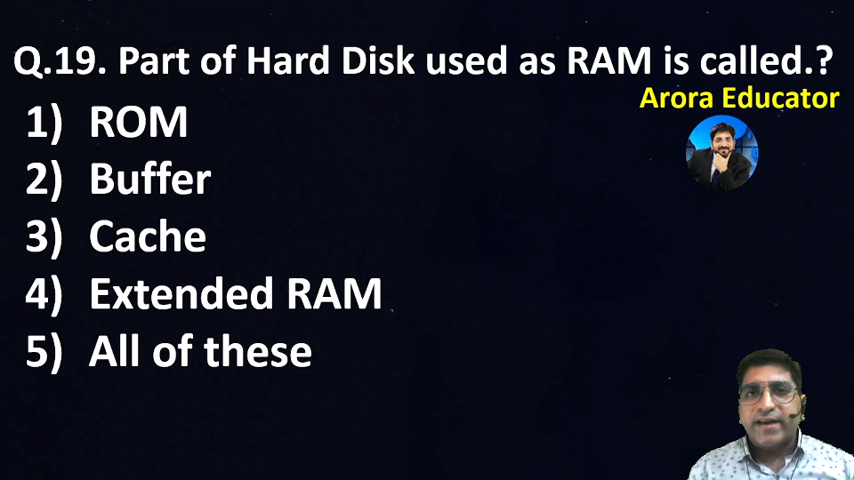 Q.19. Part of Hard Disk used as RAM is called.?
Arora Educator
1) ROM
2) Buffer
3) Cache
4) Extended RAM
5) All of these